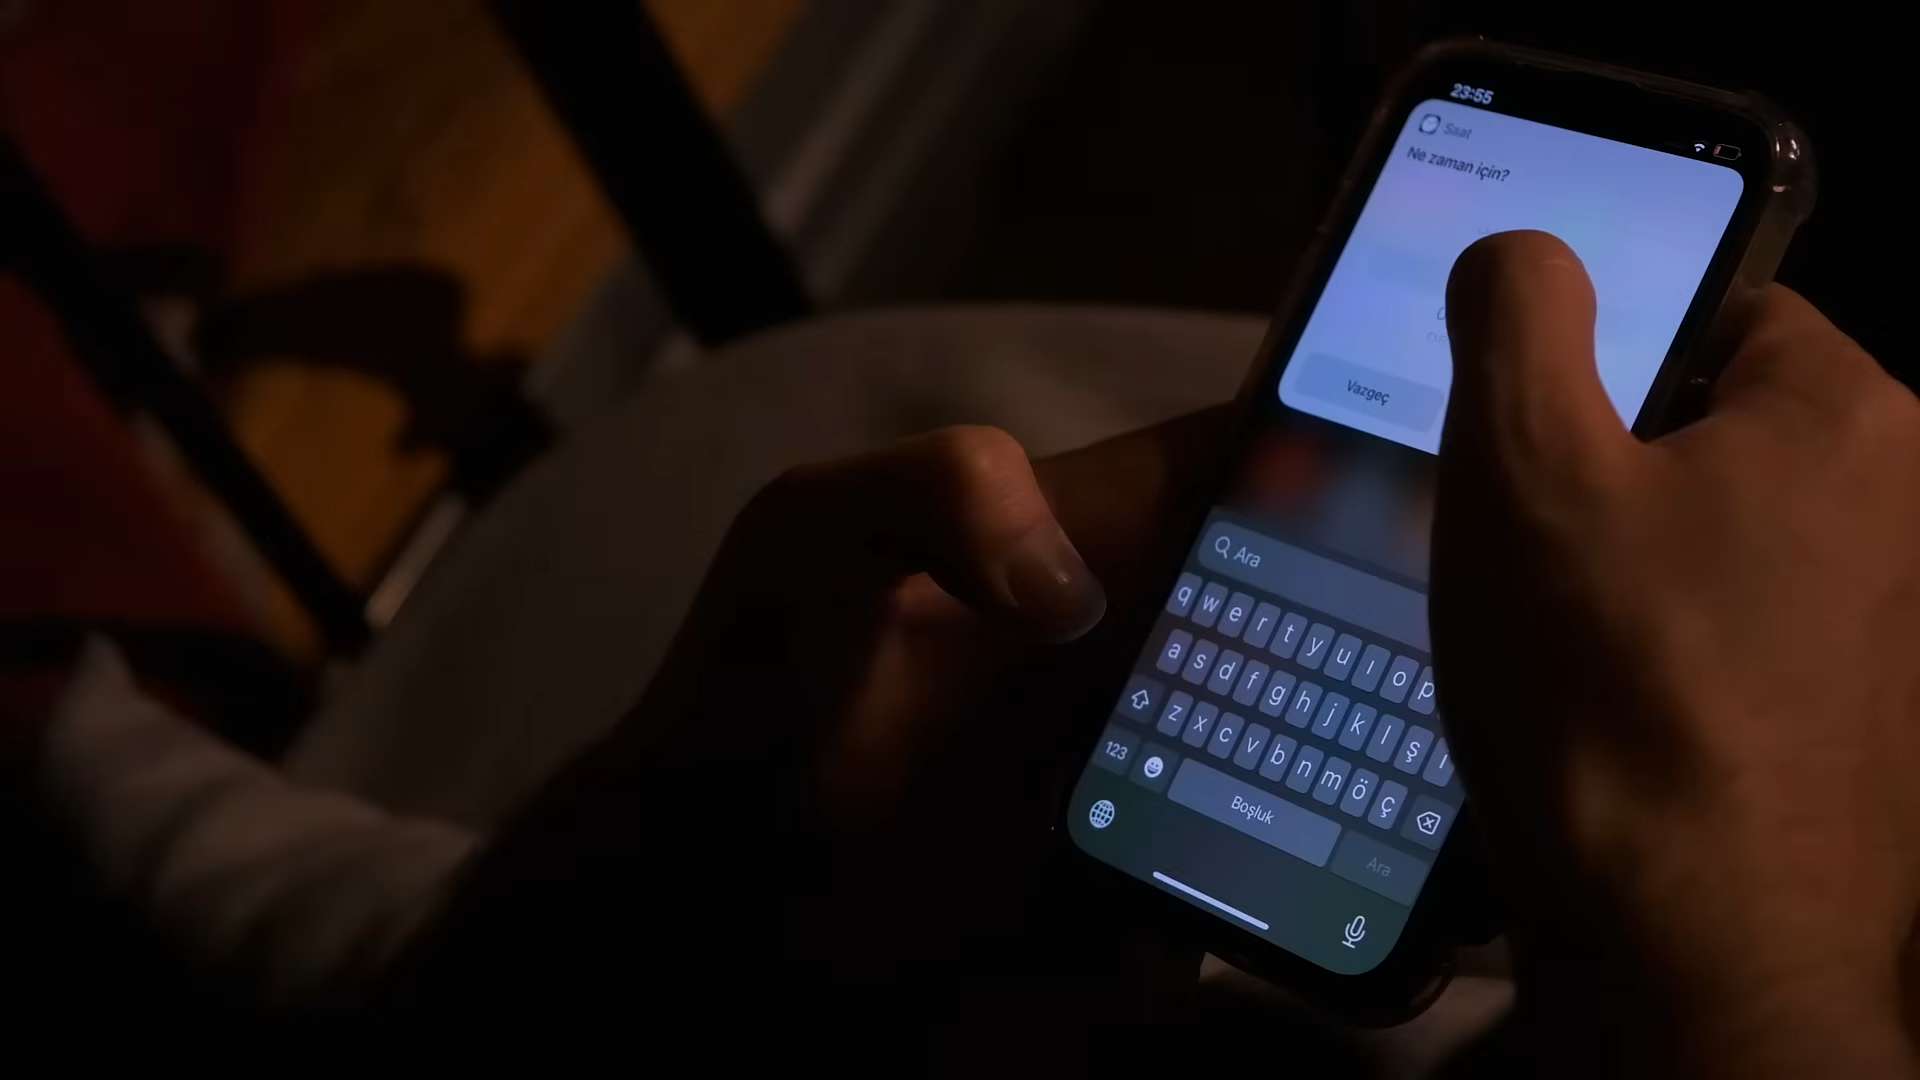 23:55
Saat
Ne zaman için?
Vazgeç
Ara
q w e r t y u ı o p
a s d f g h j k l ş
z x c v b n m ö ç
123
Boşluk
Ara